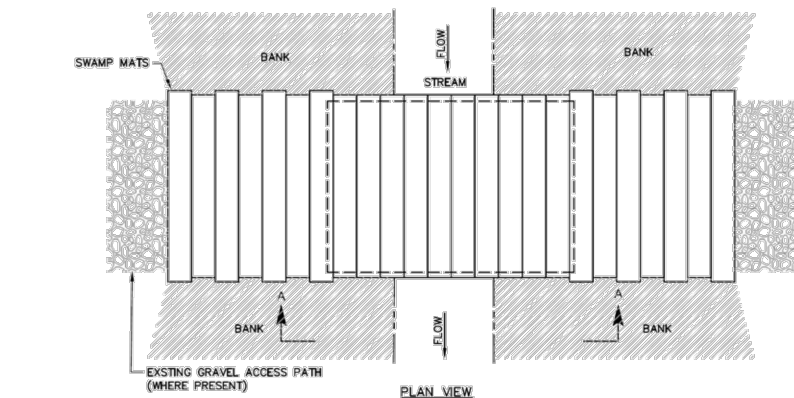 FLOW
BANK
BANK
SWAMP MATS
STREAM
A
A
BANK
FLOW
BANK
EXSTING GRAVEL ACCESS PATH
(WHERE PRESENT)
PLAN VIEW